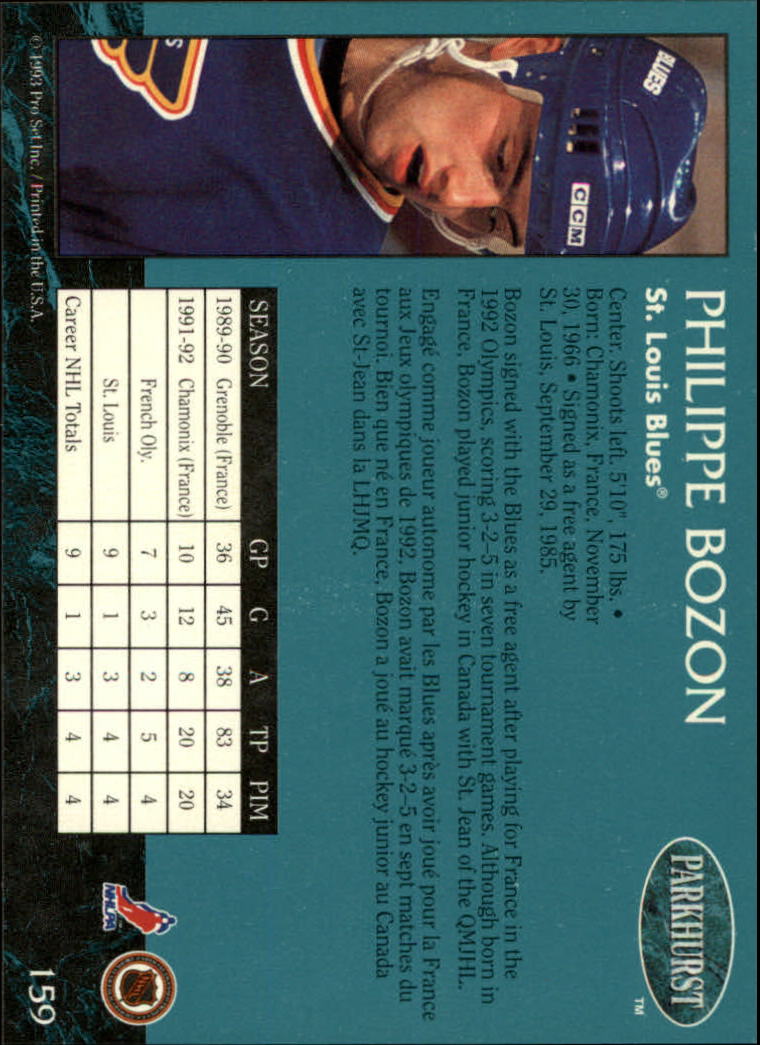 PHILIPPE BOZON
St. Louis Blues®
PARKHURST
TM
Center. Shoots left. 5'10", 175 lbs. •
Born: Chamonix, France, November
30, 1966 • Signed as a free agent by
St. Louis, September 29, 1985.
Bozon signed with the Blues as a free agent after playing for France in the
1992 Olympics, scoring 3-2–5 in seven tournament games. Although born in
France, Bozon played junior hockey in Canada with St. Jean of the QMJHL.
Engagé comme joueur autonome par les Blues après avoir joué pour la France
aux Jeux olympiques de 1992, Bozon avait marqué 3-2–5 en sept matches du
tournoi. Bien que né en France, Bozon a joué au hockey junior au Canada
avec St-Jean dans la LHJMQ.
SEASON GP G A TP PIM
1989-90 Grenoble (France) 36 45 38 83 34
1991-92 Chamonix (France) 10 12 8 20 20
French Oly. 7 3 2 5 4
St. Louis 9 1 3 4 4
Career NHL Totals 9 1 3 4 4
BLUES
CCM
S
NHLPA
159
© 1993 Pro Set Inc. / Printed in the U.S.A.